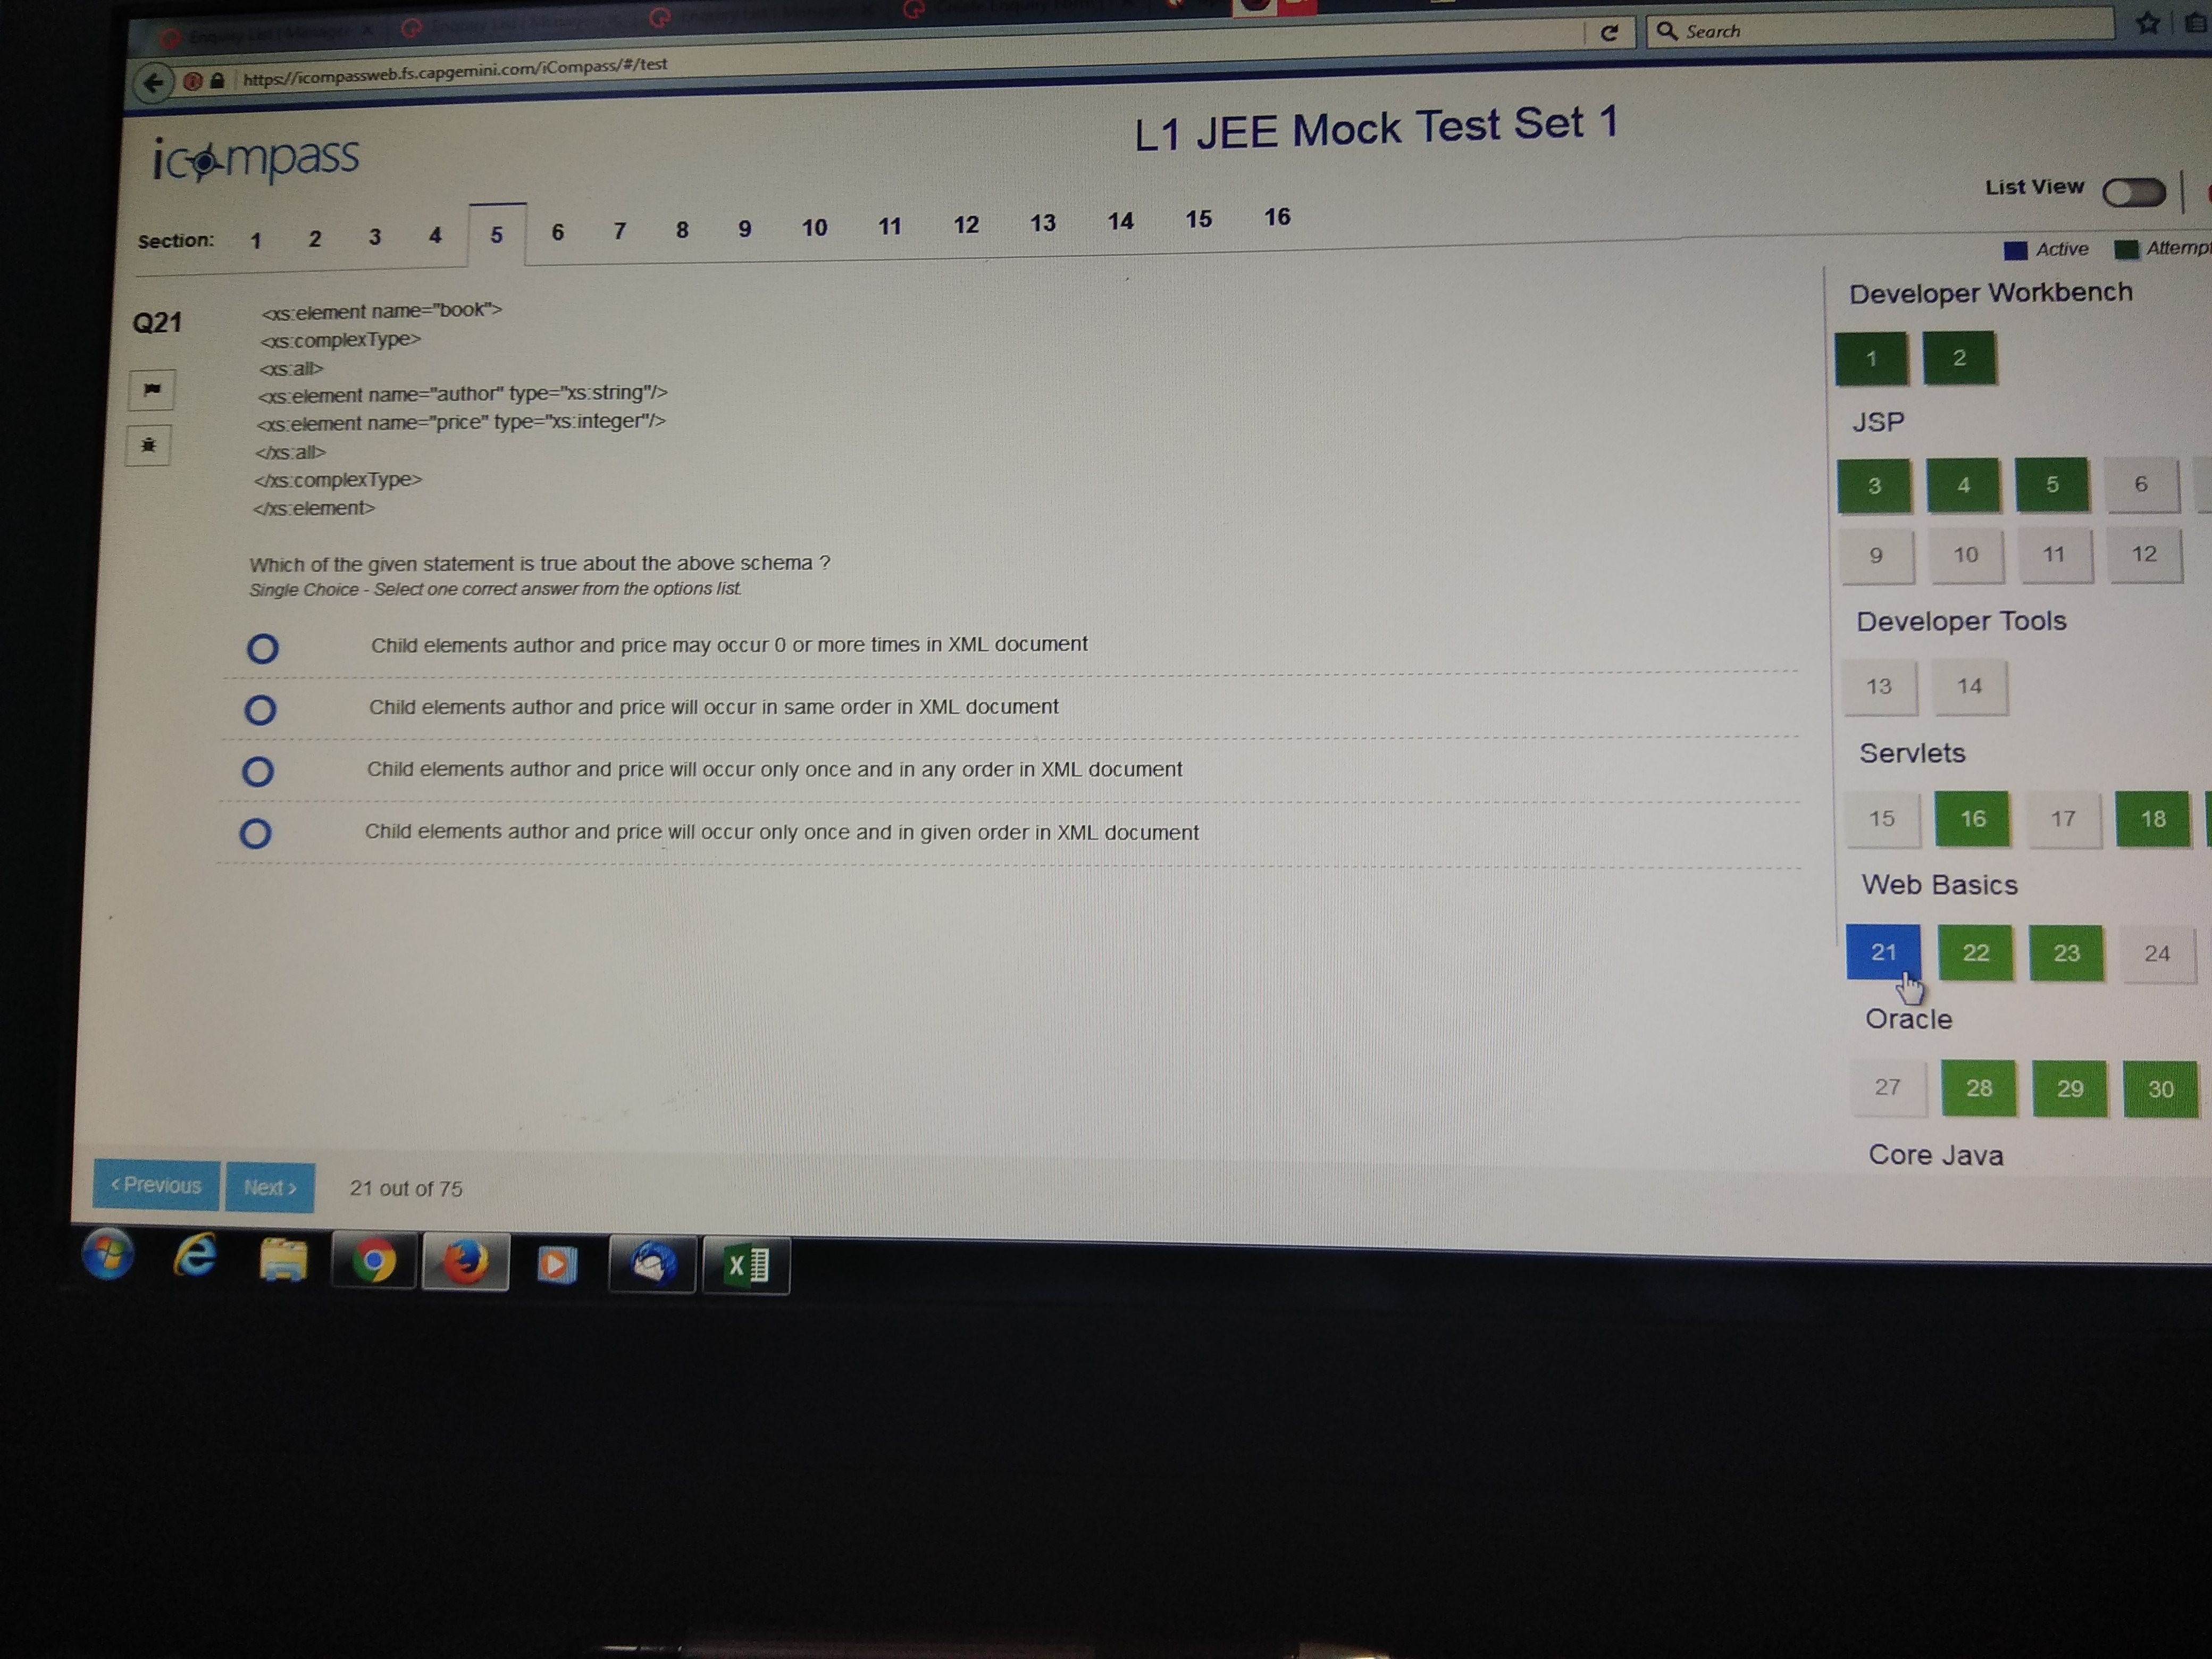 https://icompassweb.fs.capgemini.com/iCompass/#/test
Search
icompass
L1 JEE Mock Test Set 1
List View
Section: 1 2 3 4 5 6 7 8 9 10 11 12 13 14 15 16
Active
Q21
<xs:element name="book">
<xs:complexType>
<xs:all>
<xs:element name="author" type="xs:string"/>
<xs:element name="price" type="xs:integer"/>
</xs:all>
</xs:complexType>
</xs:element>
Which of the given statement is true about the above schema ?
Single Choice - Select one correct answer from the options list.
Child elements author and price may occur 0 or more times in XML document
Child elements author and price will occur in same order in XML document
Child elements author and price will occur only once and in any order in XML document
Child elements author and price will occur only once and in given order in XML document
Developer Workbench
1 2
JSP
3 4 5 6
9 10 11 12
Developer Tools
13 14
Servlets
15 16 17 18
Web Basics
21 22 23 24
Oracle
27 28 29 30
Core Java
< Previous
Next >
21 out of 75